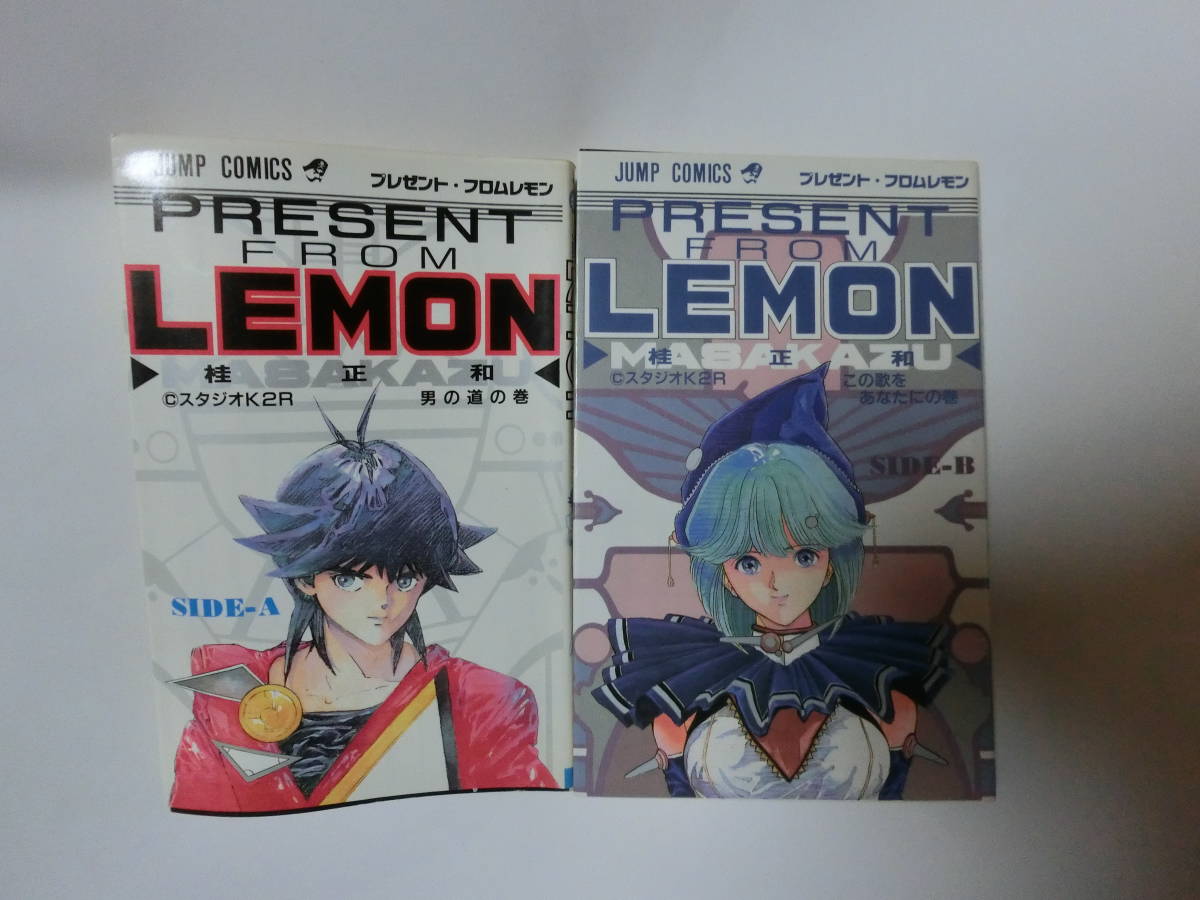 JUMP COMICS
プレゼント・フロムレモン
PRESENT
FROM
LEMON
MASAKAZU
桂正和
©スタジオK2R
男の道の巻
SIDE-A
JUMP COMICS
プレゼント・フロムレモン
PRESENT
FROM
LEMON
MASAKAZU
桂正和
©スタジオK2R
この歌を
あなたにの巻
SIDE-B